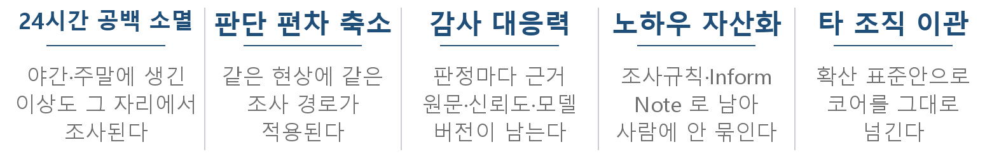 24시간 공백 소멸
야간·주말에 생긴
이상도 그 자리에서
조사된다
판단 편차 축소
같은 현상에 같은
조사 경로가
적용된다
감사 대응력
판정마다 근거
원문·신뢰도·모델
버전이 남는다
노하우 자산화
조사규칙·Inform
Note 로 남아
사람에 안 묶인다
타 조직 이관
확산 표준안으로
코어를 그대로
넘긴다